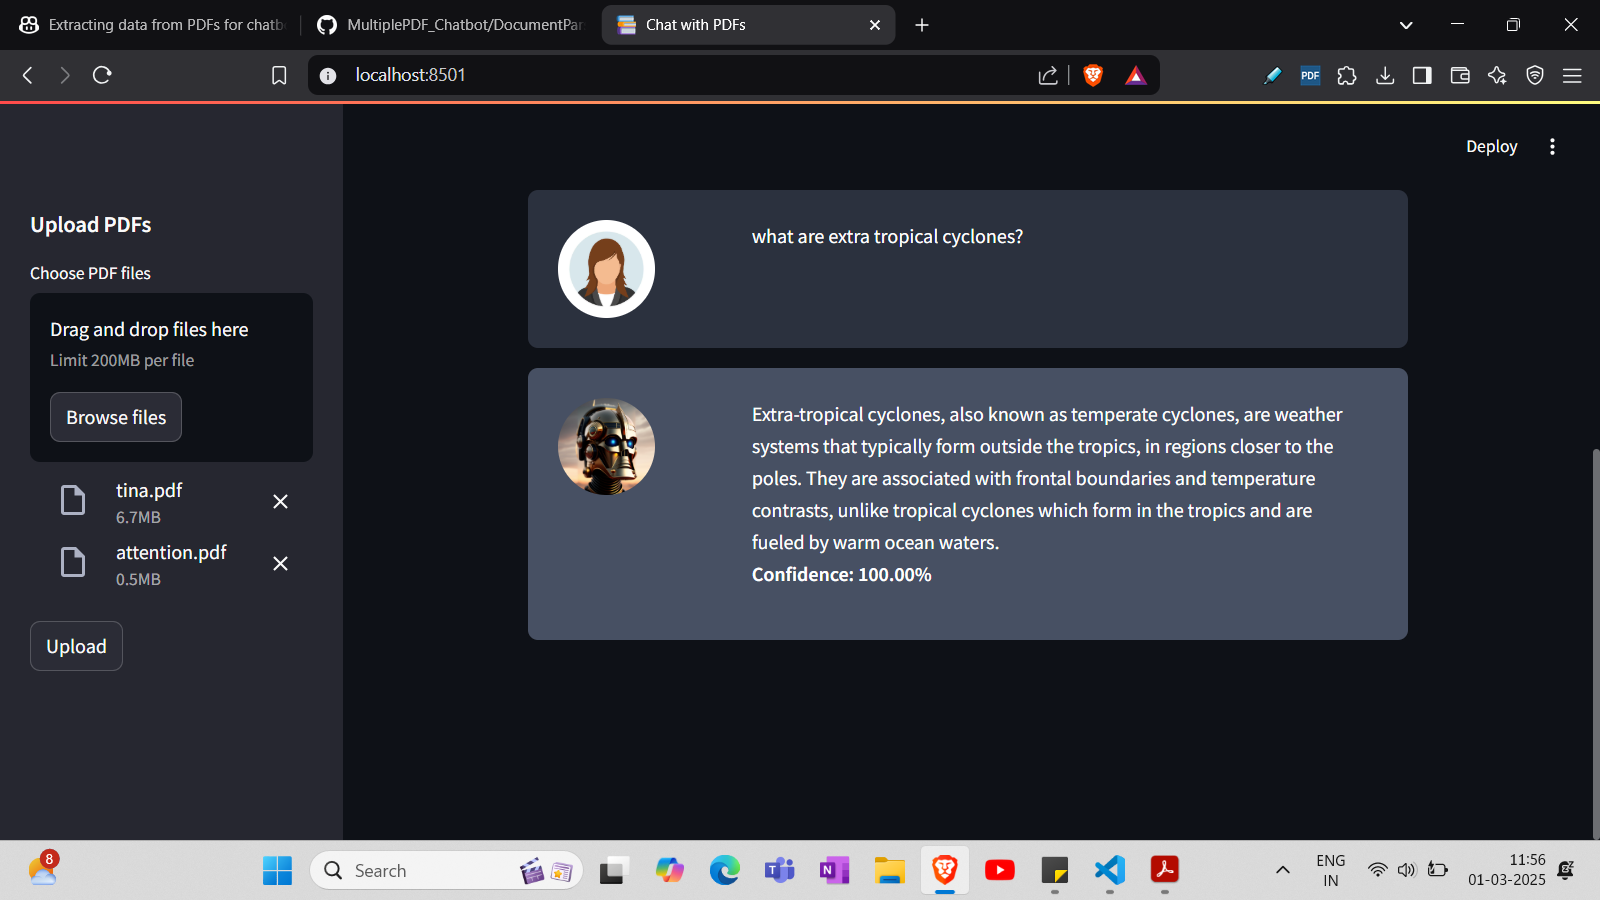 Extracting data from PDFs for chatb
MultiplePDF_Chatbot/DocumentPar
Chat with PDFs
localhost:8501
PDF
Deploy
Upload PDFs
Choose PDF files
Drag and drop files here
Limit 200MB per file
Browse files
tina.pdf
6.7MB
attention.pdf
0.5MB
Upload
what are extra tropical cyclones?
Extra-tropical cyclones, also known as temperate cyclones, are weather
systems that typically form outside the tropics, in regions closer to the
poles. They are associated with frontal boundaries and temperature
contrasts, unlike tropical cyclones which form in the tropics and are
fueled by warm ocean waters.
Confidence: 100.00%
8
Search
ENG
IN
11:56
01-03-2025